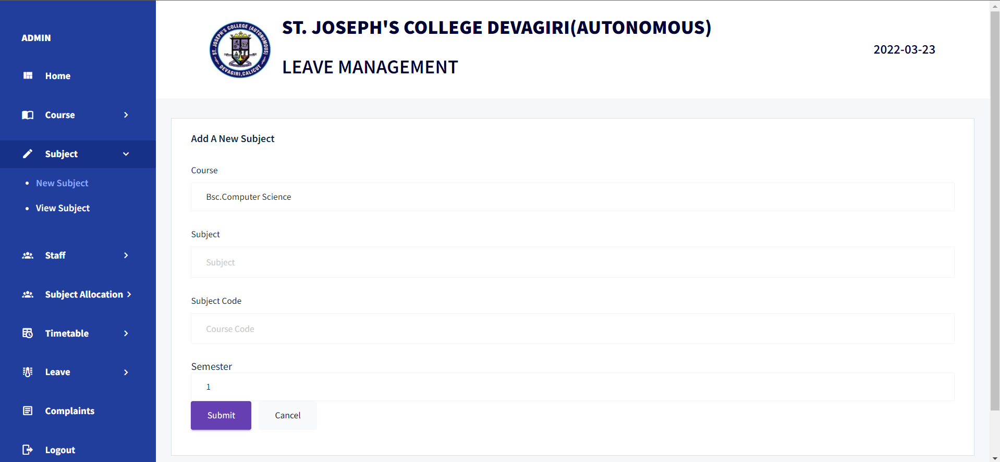 ADMIN
Home
Course
Subject
New Subject
View Subject
Staff
Subject Allocation
Timetable
Leave
Complaints
Logout
ST. JOSEPH'S COLLEGE (AUTONOMOUS)
DEVAGIRI,CALICUT
ST. JOSEPH'S COLLEGE DEVAGIRI(AUTONOMOUS)
LEAVE MANAGEMENT
2022-03-23
Add A New Subject
Course
Bsc.Computer Science
Subject
Subject
Subject Code
Course Code
Semester
1
Submit
Cancel